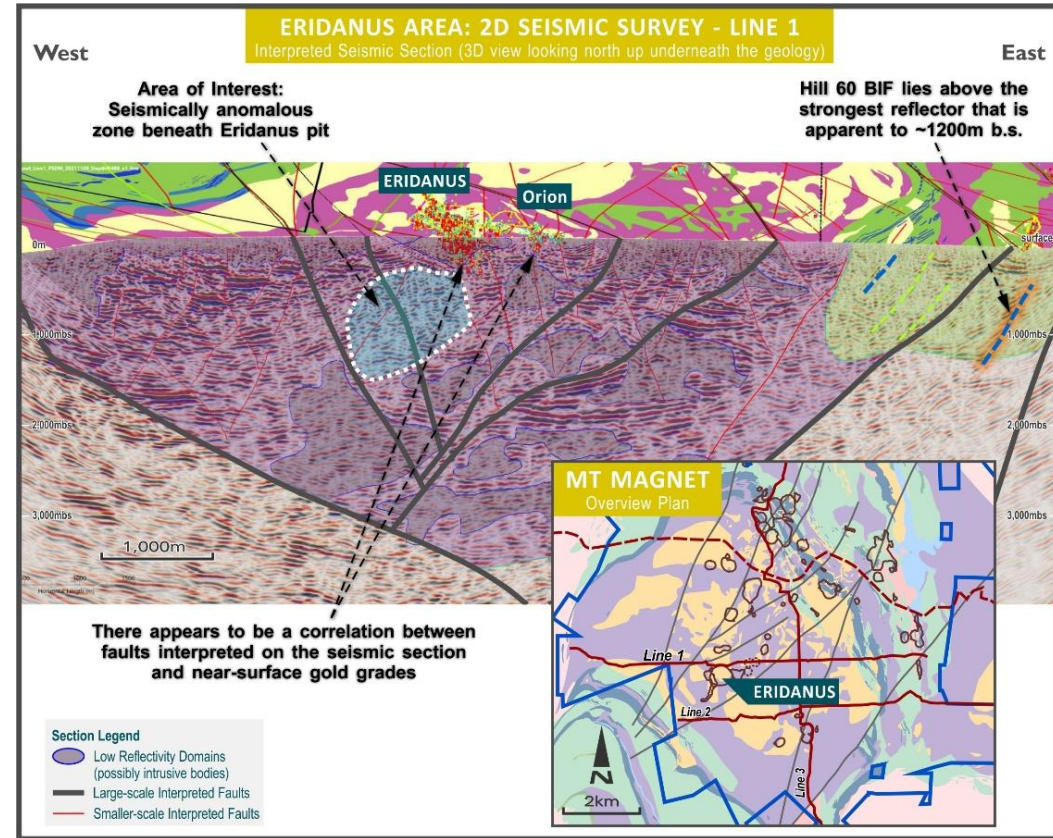 ERIDANUS AREA: 2D SEISMIC SURVEY - LINE 1
Interpreted Seismic Section (3D view looking north up underneath the geology)
West
East
Area of Interest:
Seismically anomalous
zone beneath Eridanus pit
Hill 60 BIF lies above the
strongest reflector that is
apparent to ~1200m b.s.
ERIDANUS
Orion
0m
surface
1,000mbs
1,000mbs
2,000mbs
2,000mbs
3,000mbs
3,000mbs
1,000m
MT MAGNET
Overview Plan
Line 1
ERIDANUS
Line 2
Line 3
N
2km
There appears to be a correlation between
faults interpreted on the seismic section
and near-surface gold grades
Section Legend
Low Reflectivity Domains
(possibly intrusive bodies)
Large-scale Interpreted Faults
Smaller-scale Interpreted Faults